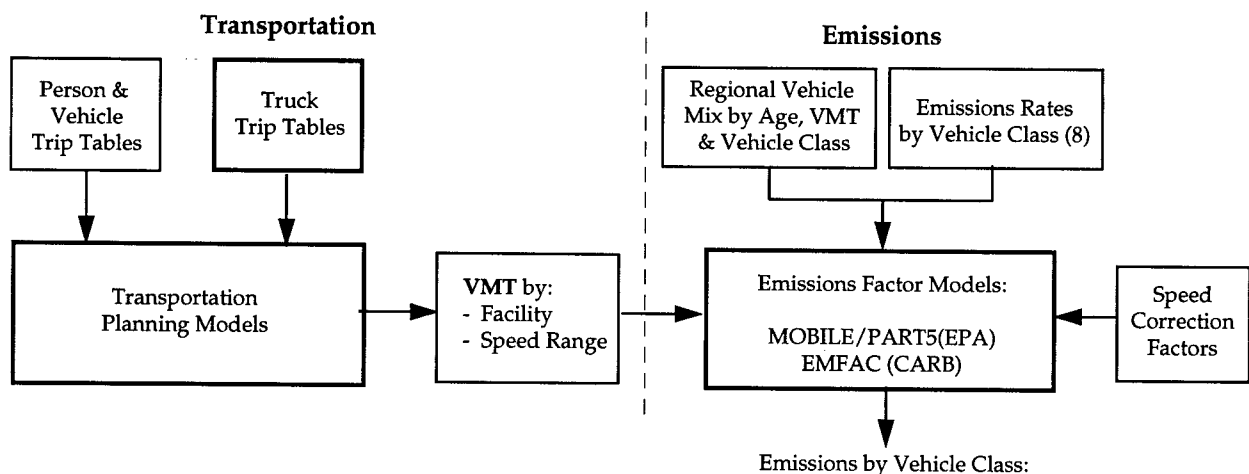 Transportation
Person &
Vehicle
Trip Tables
Truck
Trip Tables
Transportation
Planning Models
VMT by:
- Facility
- Speed Range
Emissions
Regional Vehicle
Mix by Age, VMT
& Vehicle Class
Emissions Rates
by Vehicle Class (8)
Emissions Factor Models:
MOBILE/PART5(EPA)
EMFAC (CARB)
Speed
Correction
Factors
Emissions by Vehicle Class: